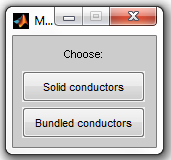 M...
Choose:
Solid conductors
Bundled conductors